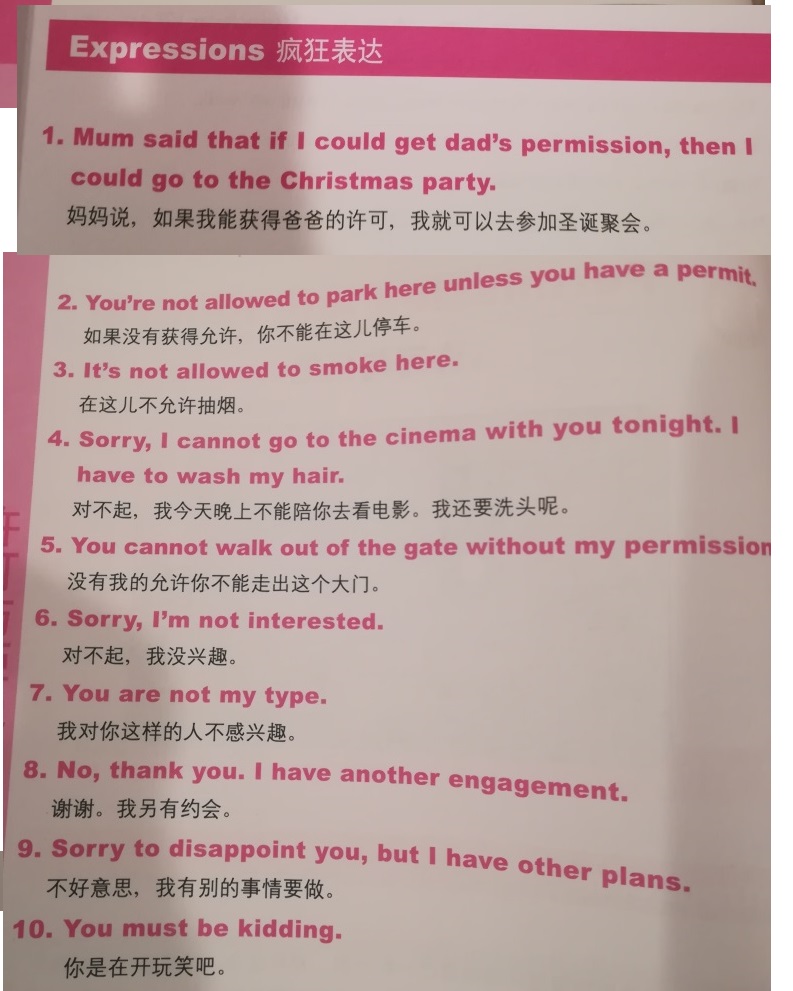 Expressions 疯狂表达
1. Mum said that if I could get dad's permission, then I
could go to the Christmas party.
妈妈说，如果我能获得爸爸的许可，我就可以去参加圣诞聚会。
2. You're not allowed to park here unless you have a permit.
如果没有获得允许，你不能在这儿停车。
3. It's not allowed to smoke here.
在这儿不允许抽烟。
4. Sorry, I cannot go to the cinema with you tonight. I
have to wash my hair.
对不起，我今天晚上不能陪你去看电影。我还要洗头呢。
5. You cannot walk out of the gate without my permission
没有我的允许你不能走出这个大门。
6. Sorry, I'm not interested.
对不起，我没兴趣。
7. You are not my type.
我对你这样的人不感兴趣。
8. No, thank you. I have another engagement.
谢谢。我另有约会。
9. Sorry to disappoint you, but I have other plans.
不好意思，我有别的事情要做。
10. You must be kidding.
你是在开玩笑吧。